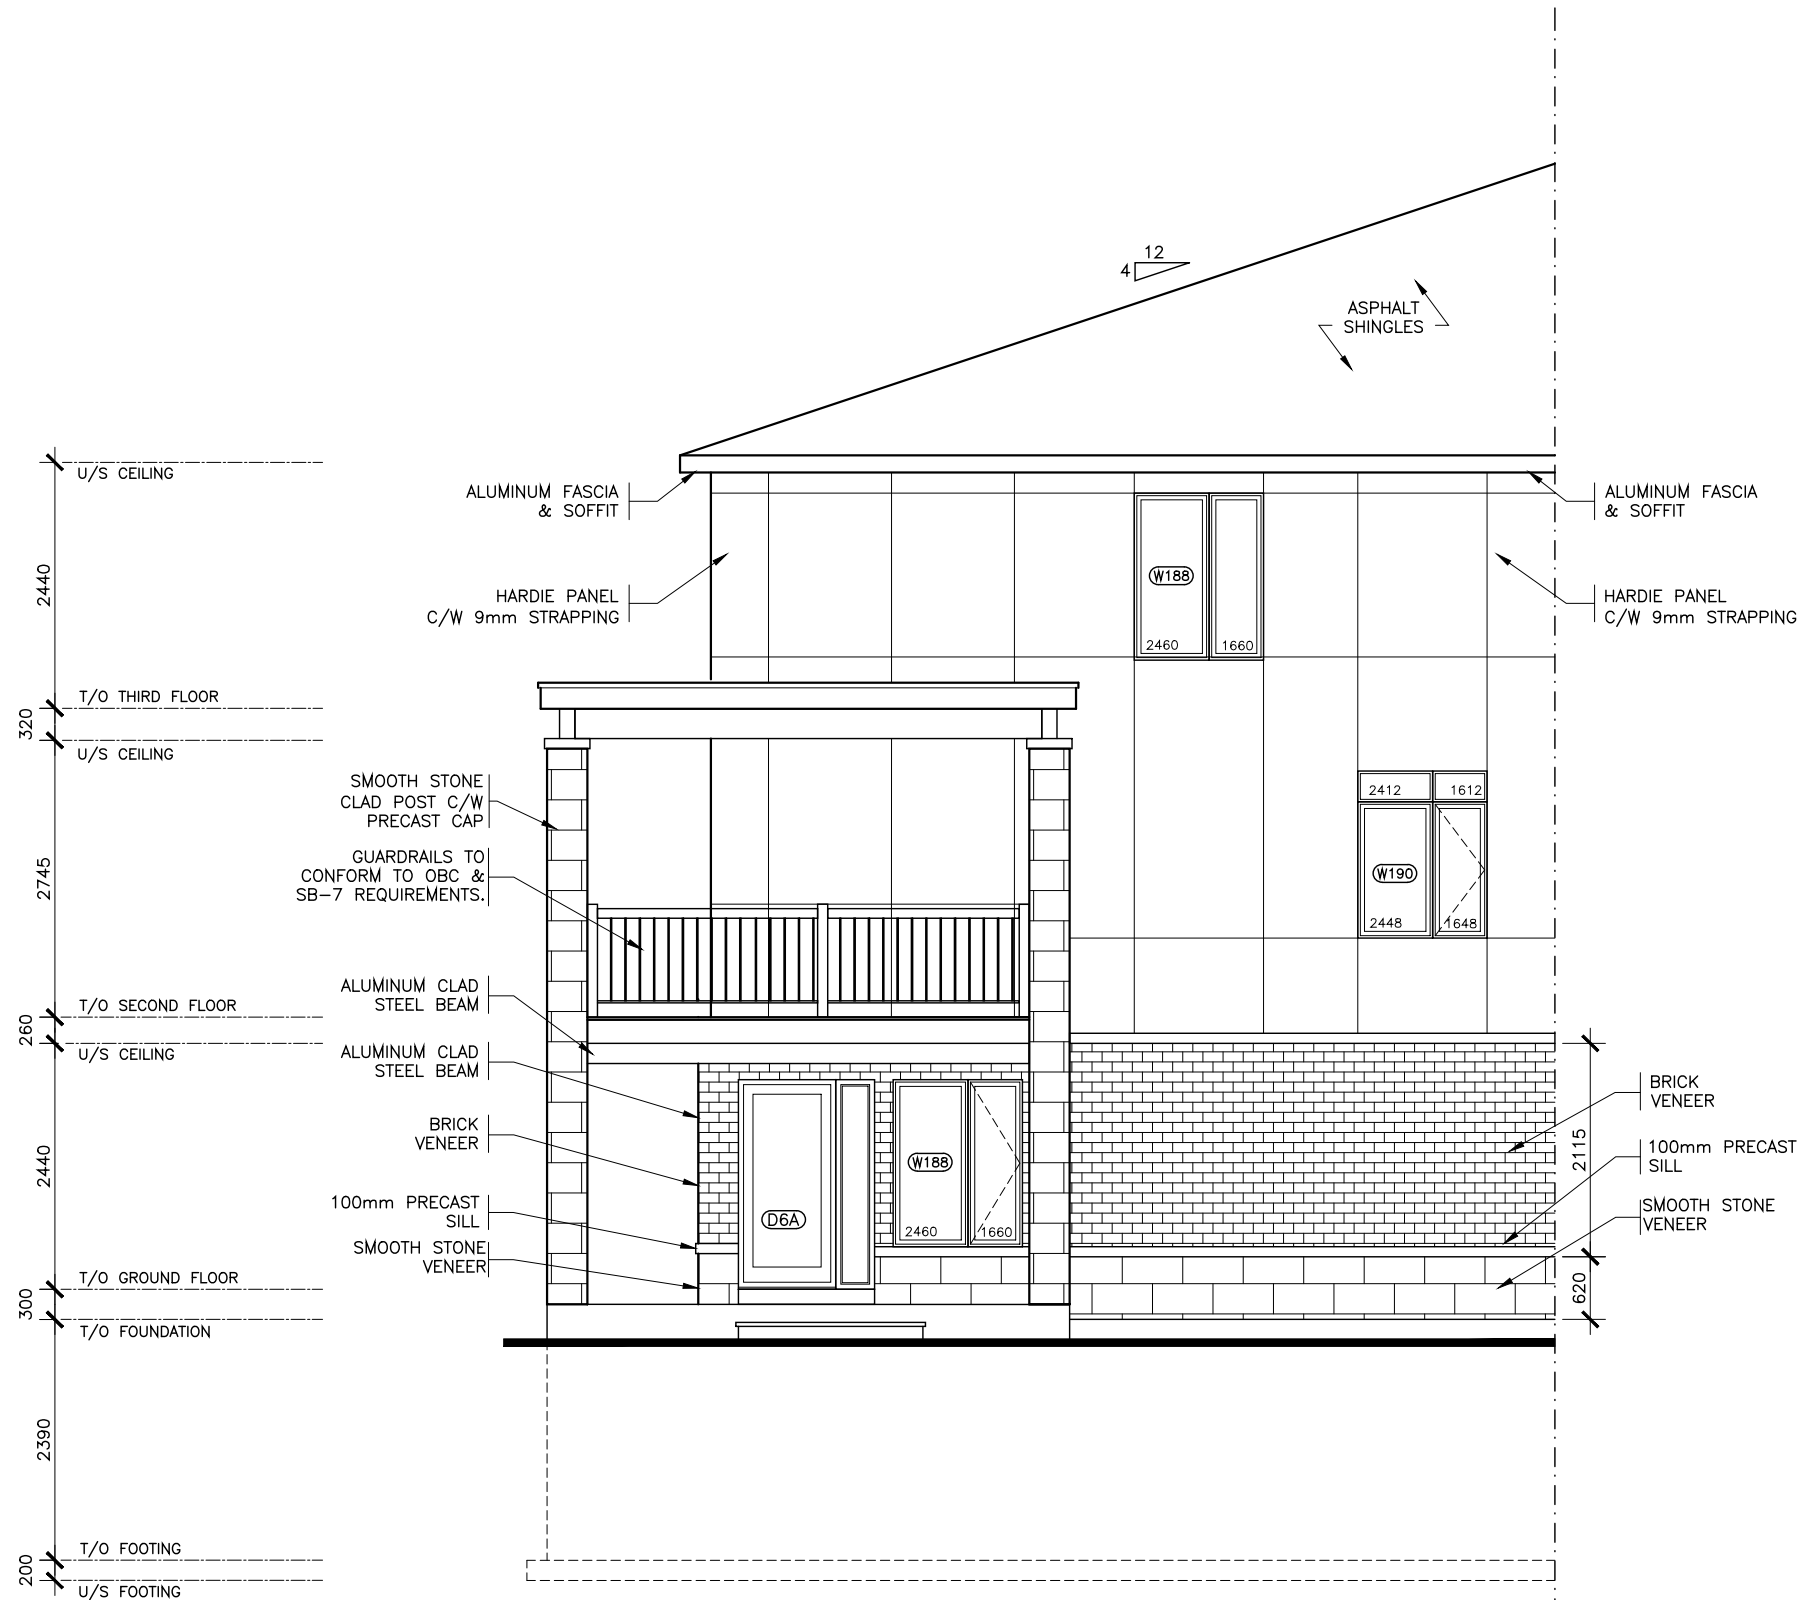 12
4
ASPHALT
SHINGLES
U/S CEILING
ALUMINUM FASCIA
& SOFFIT
ALUMINUM FASCIA
& SOFFIT
2440
W188
HARDIE PANEL
C/W 9mm STRAPPING
HARDIE PANEL
C/W 9mm STRAPPING
2460
1660
T/O THIRD FLOOR
320
U/S CEILING
SMOOTH STONE
CLAD POST C/W
PRECAST CAP
2412
1612
GUARDRAILS TO
CONFORM TO OBC &
SB-7 REQUIREMENTS.
2745
W190
2448
1648
ALUMINUM CLAD
STEEL BEAM
T/O SECOND FLOOR
260
U/S CEILING
ALUMINUM CLAD
STEEL BEAM
BRICK
VENEER
BRICK
VENEER
2440
2115
W188
100mm PRECAST
SILL
100mm PRECAST
SILL
D6A
2460
1660
SMOOTH STONE
VENEER
SMOOTH STONE
VENEER
T/O GROUND FLOOR
300
620
T/O FOUNDATION
2390
T/O FOOTING
200
U/S FOOTING